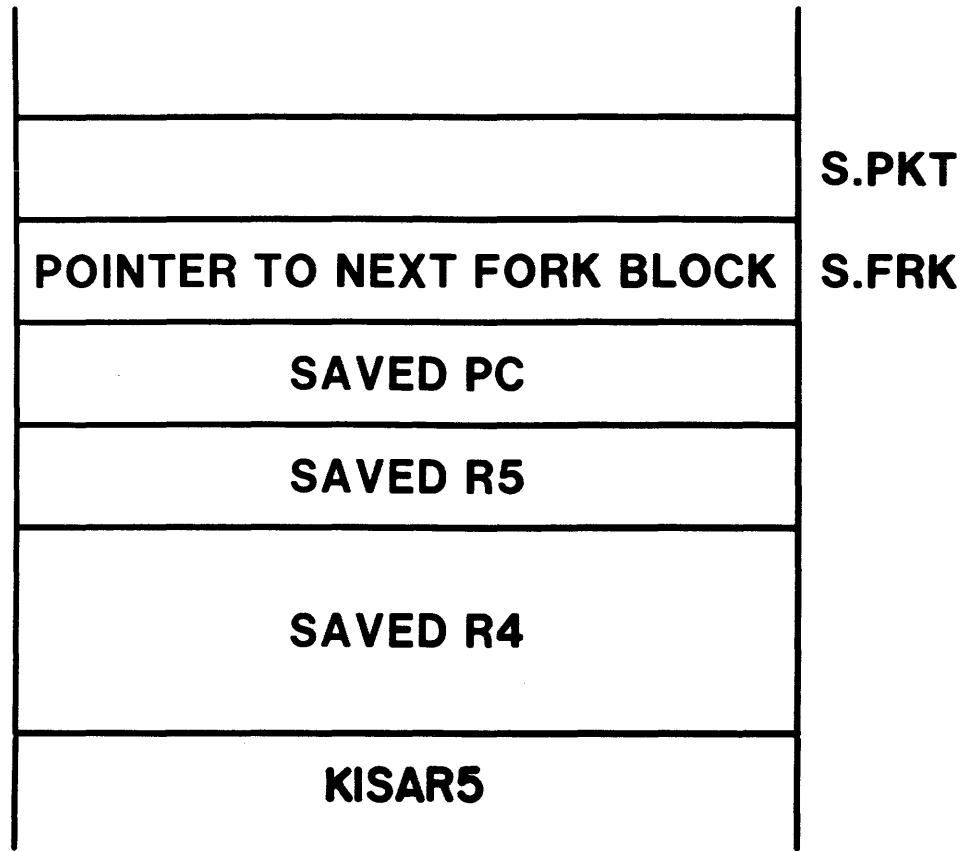 S.PKT
POINTER TO NEXT FORK BLOCK S.FRK
SAVED PC
SAVED R5
SAVED R4
KISAR5